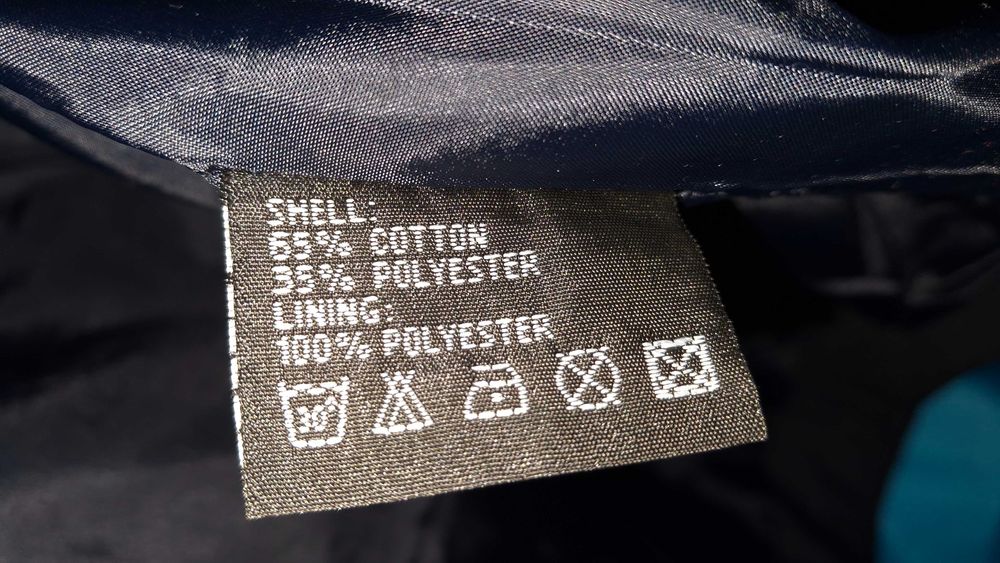 SHELL:
65% COTTON
35% POLYESTER
LINING:
100% POLYESTER
30°